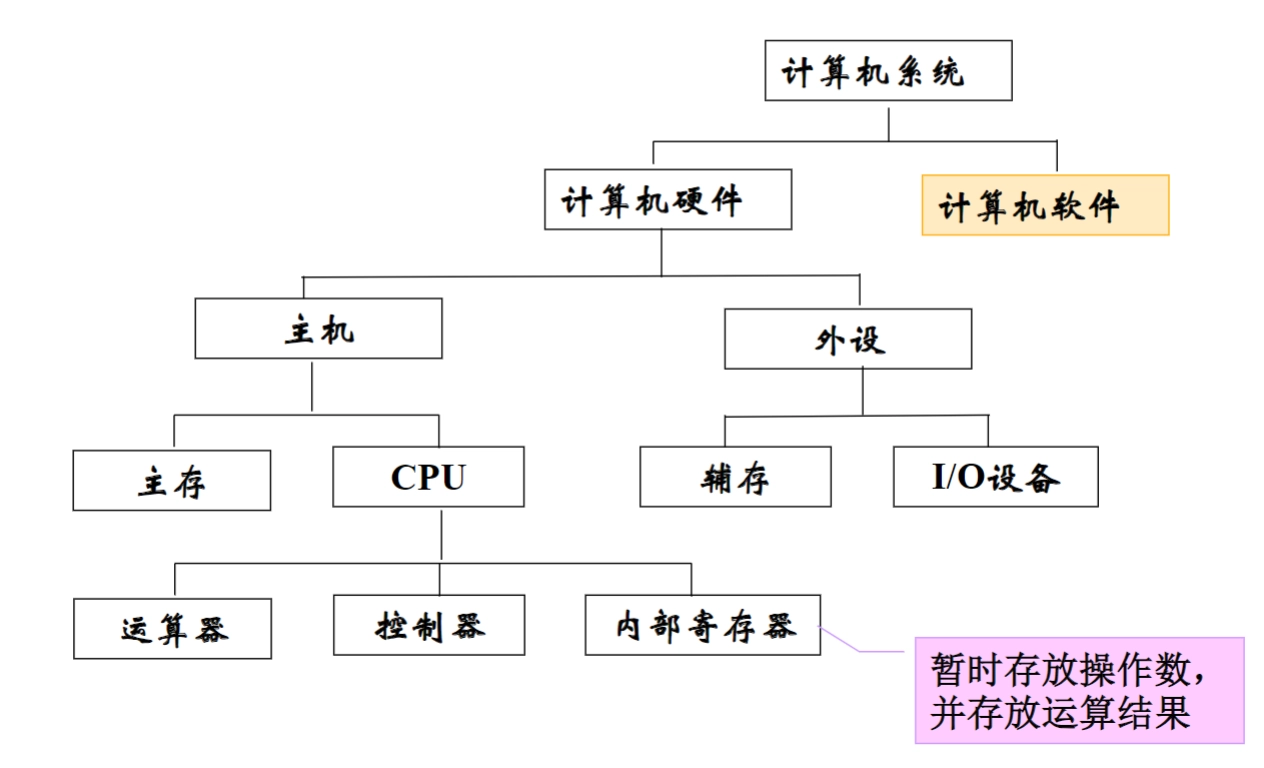 计算机系统
计算机硬件
计算机软件
主机
外设
主存
CPU
辅存
I/O设备
运算器
控制器
内部寄存器
暂时存放操作数，
并存放运算结果